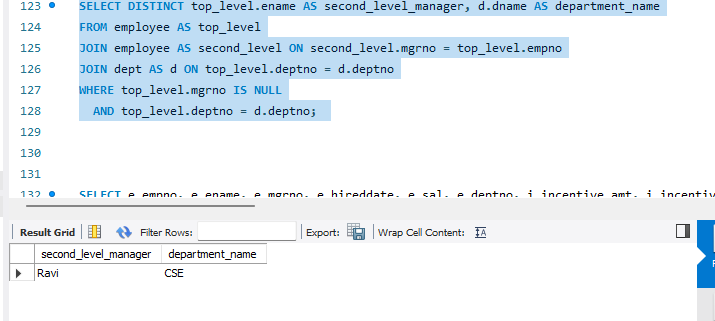 123 SELECT DISTINCT top_level.ename AS second_level_manager, d.dname AS department_name
124 FROM employee AS top_level
125 JOIN employee AS second_level ON second_level.mgrno = top_level.empno
126 JOIN dept AS d ON top_level.deptno = d.deptno
127 WHERE top_level.mgrno IS NULL
128 AND top_level.deptno = d.deptno;
129
130
131
132 SELECT e.empno, e.ename, e.mgrno, e.hireddate, e.sal, e.deptno, i.incentive_amt, i.incentiv
Result Grid Filter Rows: Export: Wrap Cell Content:
second_level_manager department_name
Ravi CSE